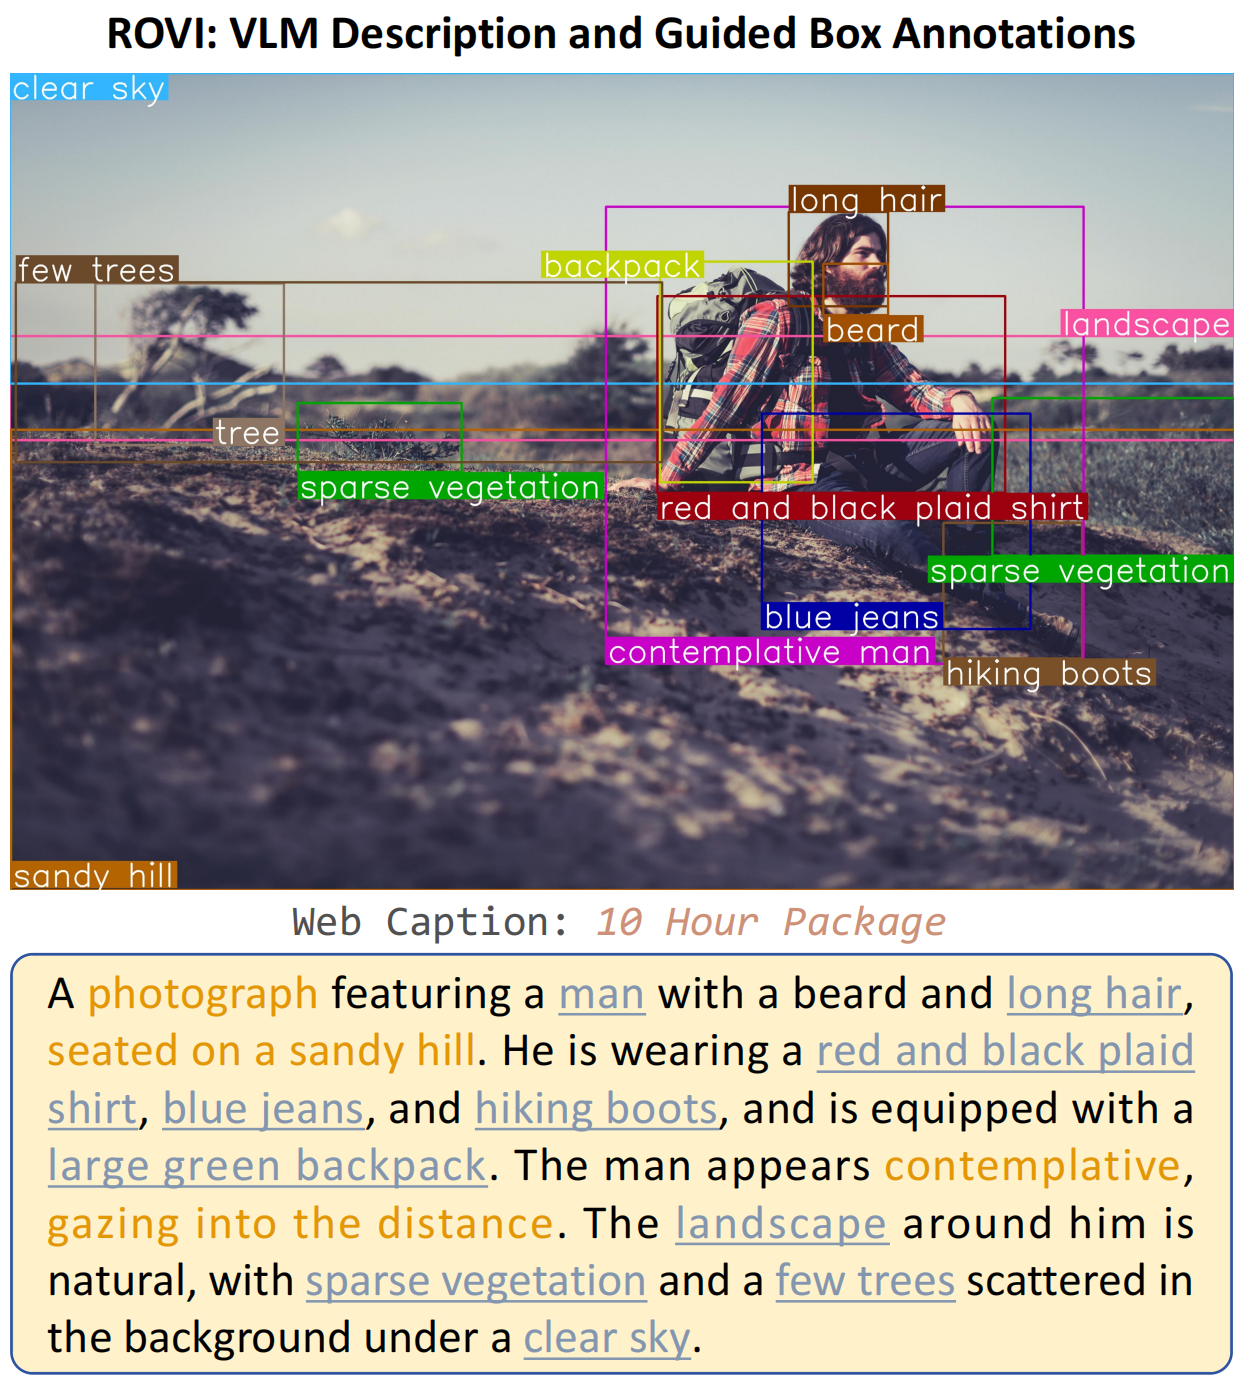 ROVI: VLM Description and Guided Box Annotations
clear sky
long hair
few trees
backpack
landscape
beard
tree
sparse vegetation
red and black plaid shirt
sparse vegetation
blue jeans
contemplative man
hiking boots
sandy hill
Web Caption: 10 Hour Package
A photograph featuring a man with a beard and long hair,
seated on a sandy hill. He is wearing a red and black plaid
shirt, blue jeans, and hiking boots, and is equipped with a
large green backpack. The man appears contemplative,
gazing into the distance. The landscape around him is
natural, with sparse vegetation and a few trees scattered in
the background under a clear sky.